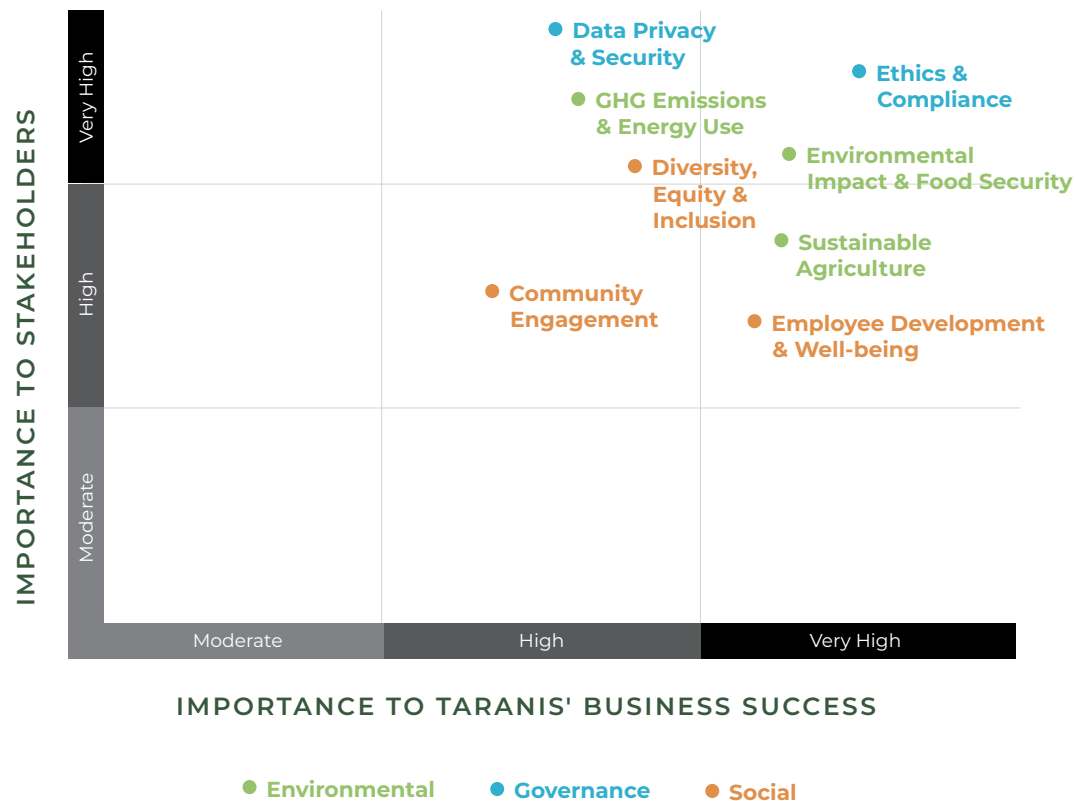 IMPORTANCE TO STAKEHOLDERS
Very High
High
Moderate
Data Privacy
& Security
Ethics &
Compliance
GHG Emissions
& Energy Use
Environmental
Impact & Food Security
Diversity,
Equity &
Inclusion
Sustainable
Agriculture
Community
Engagement
Employee Development
& Well-being
Moderate
High
Very High
IMPORTANCE TO TARANIS' BUSINESS SUCCESS
Environmental
Governance
Social